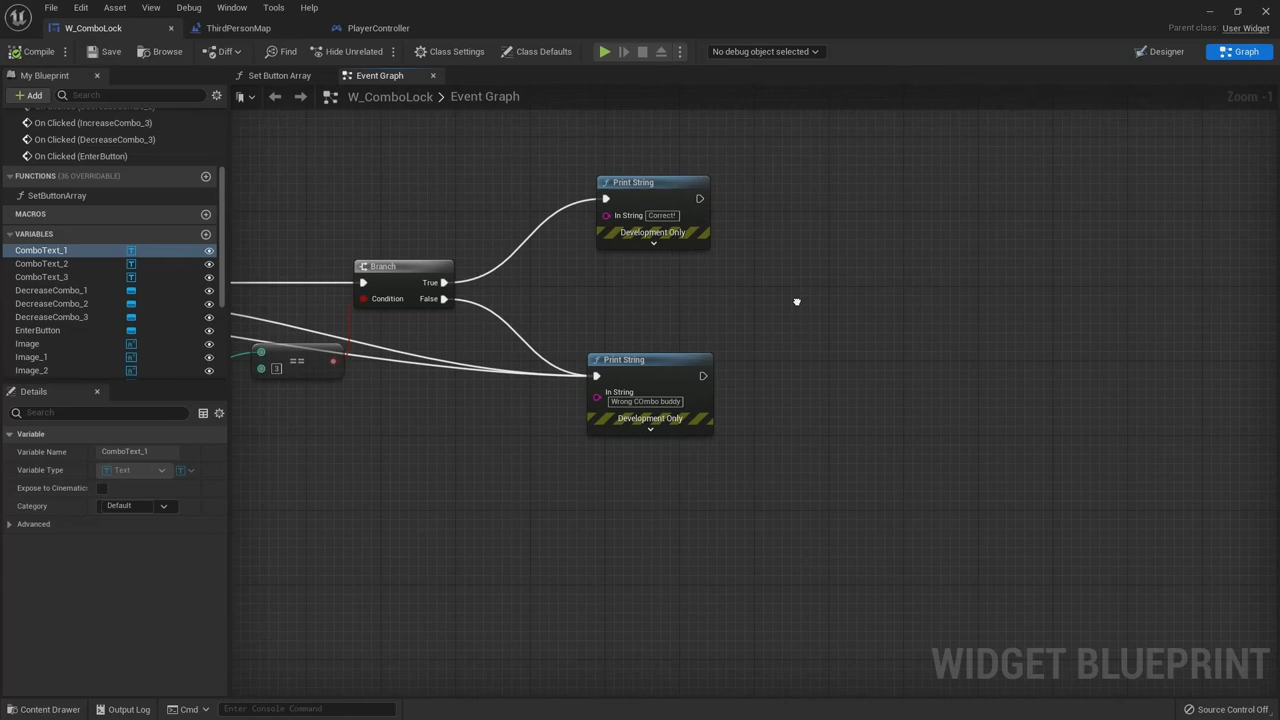 File Edit Asset View Debug Window Tools Help
W_ComboLock ThirdPersonMap PlayerController Parent class: User Widget
Compile Save Browse Diff Find Hide Unrelated Class Settings Class Defaults No debug object selected Designer Graph
My Blueprint Set Button Array Event Graph
Add Search W_ComboLock Event Graph Zoom -1
On Clicked (IncreaseCombo_3)
On Clicked (DecreaseCombo_3)
On Clicked (EnterButton)
FUNCTIONS (36 OVERRIDABLE)
SetButtonArray
MACROS
VARIABLES
ComboText_1
ComboText_2
ComboText_3
DecreaseCombo_1
DecreaseCombo_2
DecreaseCombo_3
EnterButton
Image
Image_1
Image_2
Details
Search
Variable
Variable Name ComboText_1
Variable Type Text
Expose to Cinematic
Category Default
Advanced
Branch
True
Condition False
==
3
Print String
In String Correct!
Development Only
Print String
In String
Wrong COmbo buddy
Development Only
WIDGET BLUEPRINT
Content Drawer Output Log Cmd Enter Console Command Source Control Off